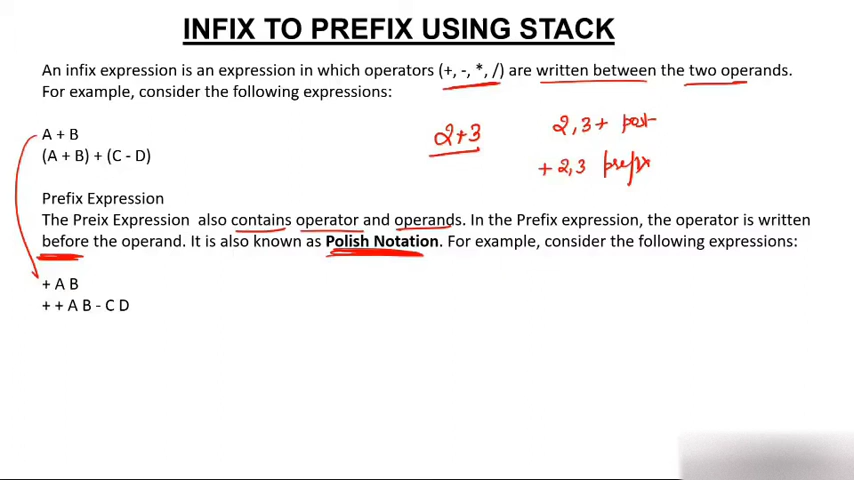 INFIX TO PREFIX USING STACK
An infix expression is an expression in which operators (+, -, *, /) are written between the two operands.
For example, consider the following expressions:
A + B
(A + B) + (C - D)
2+3
2,3+ post
+2,3 prefix
Prefix Expression
The Preix Expression also contains operator and operands. In the Prefix expression, the operator is written
before the operand. It is also known as Polish Notation. For example, consider the following expressions:
+ A B
+ + A B - C D